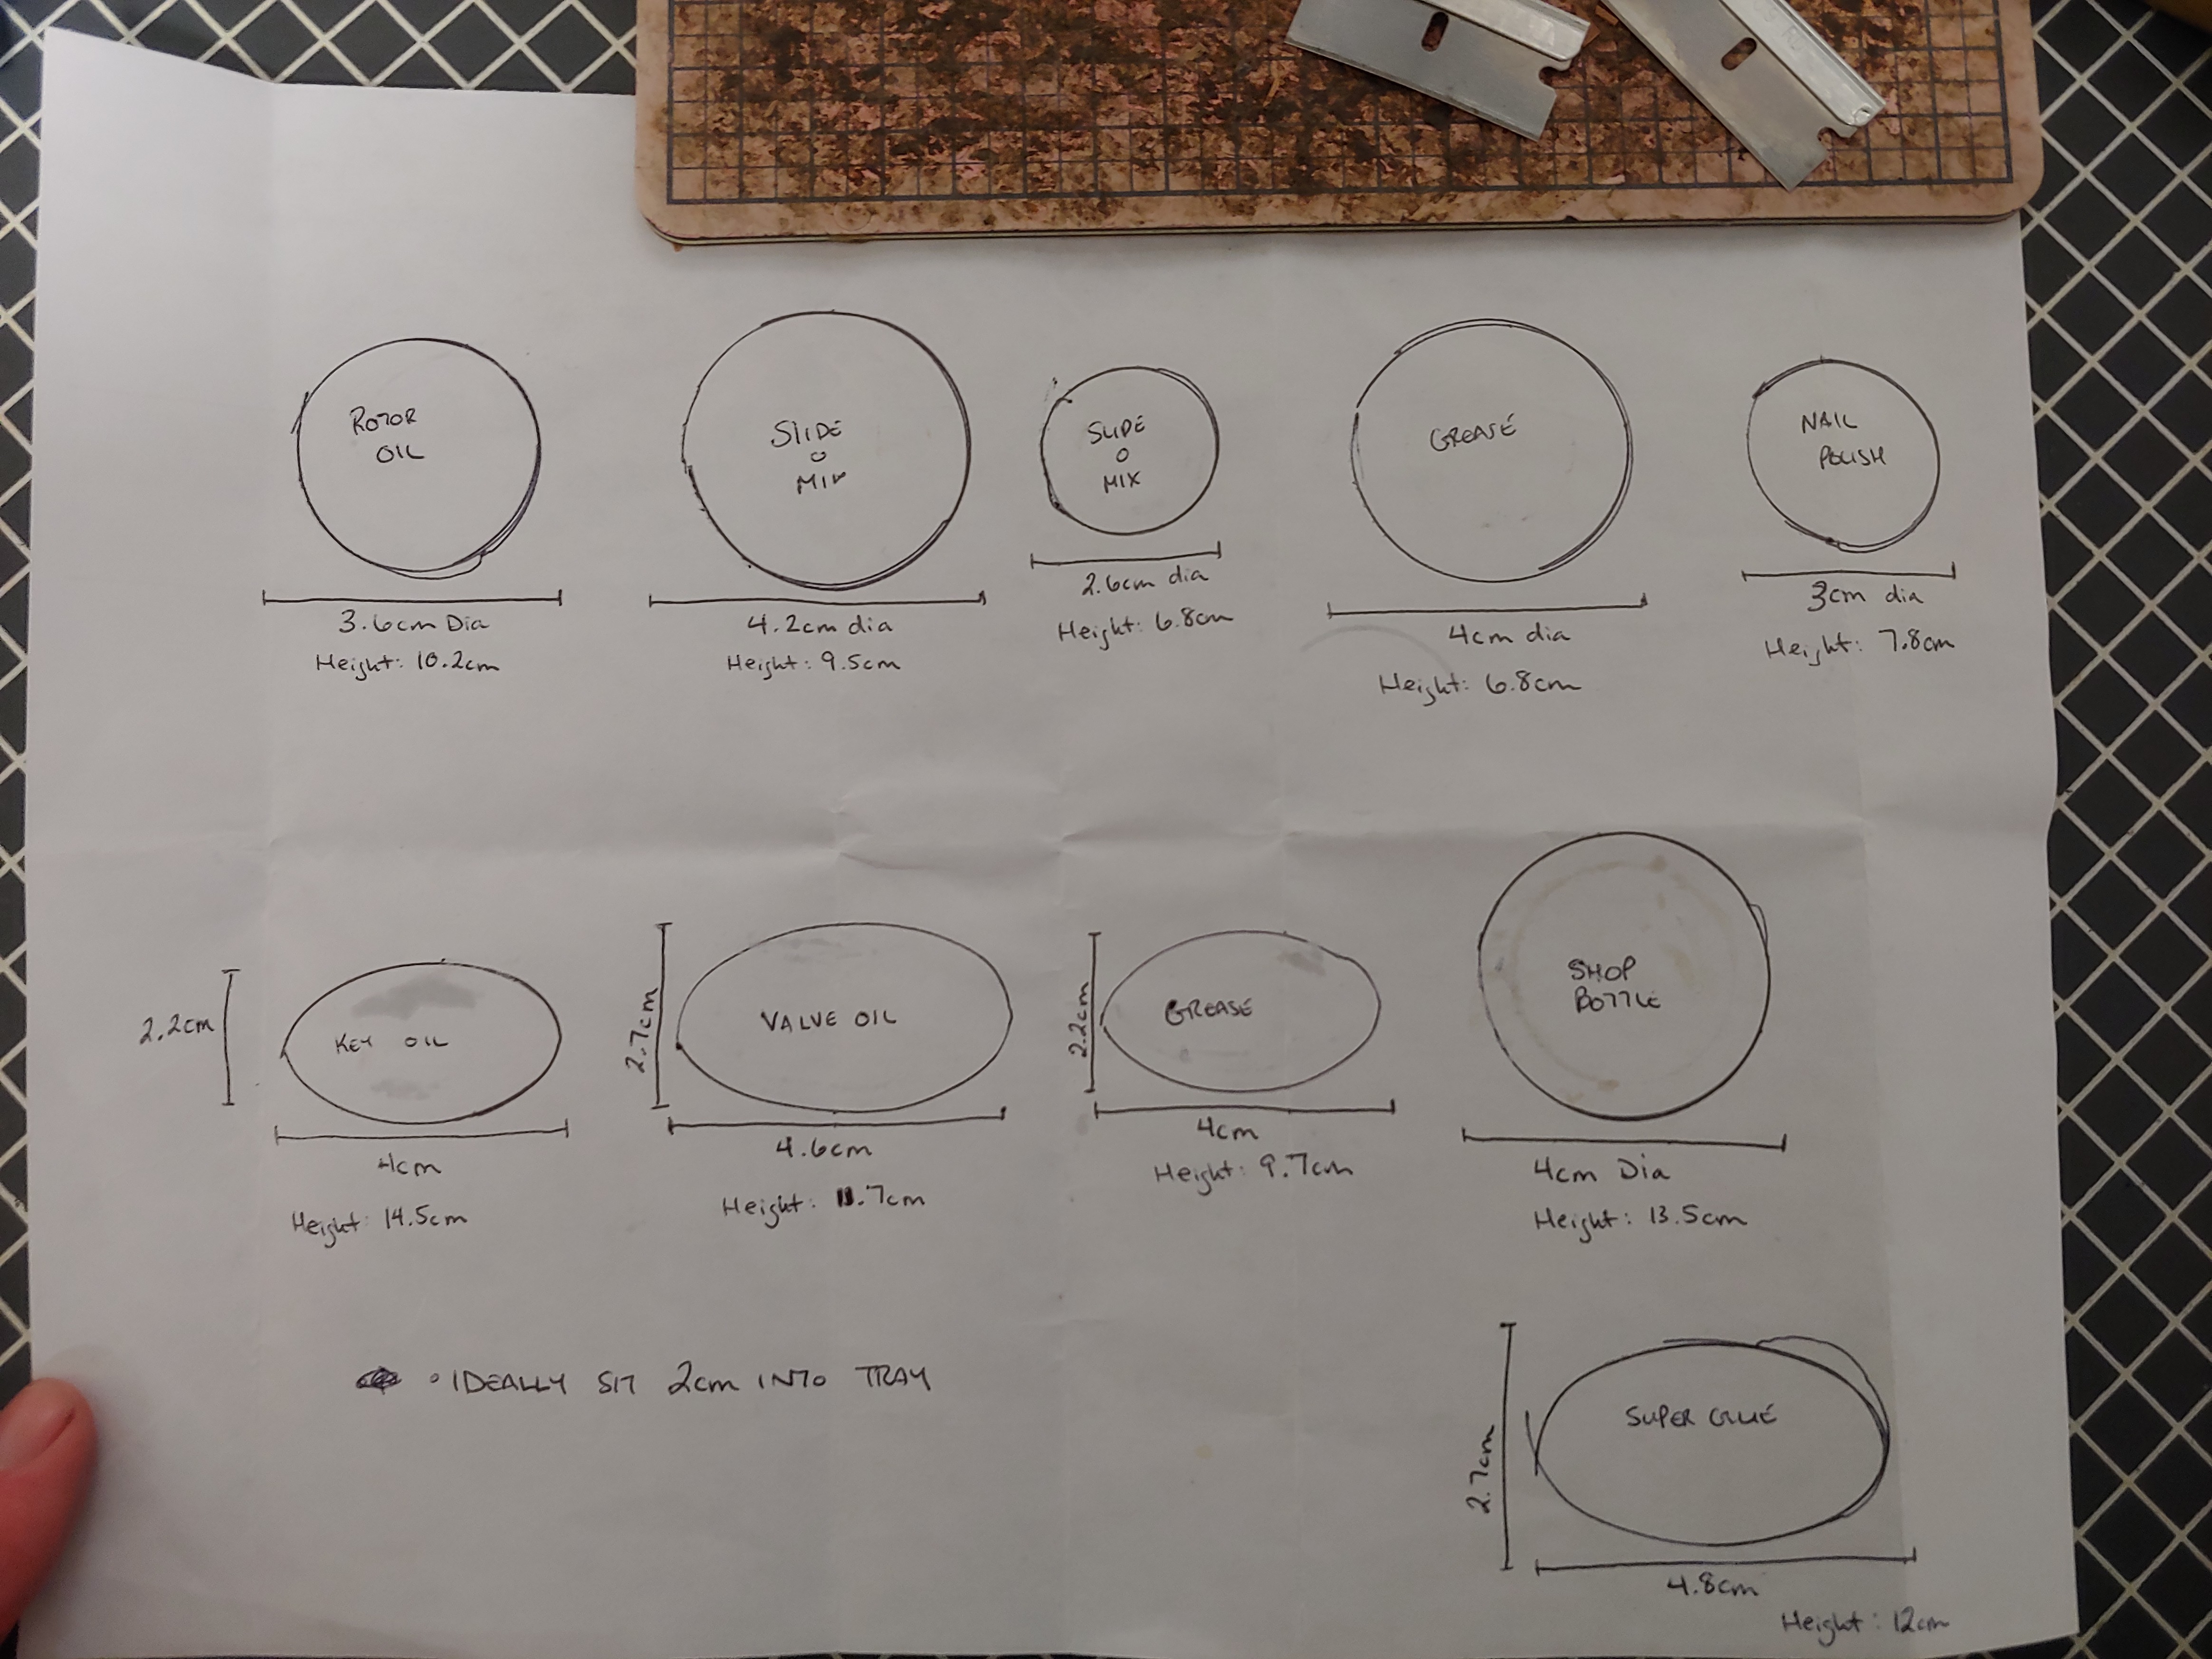 ROTOR
OIL
3.6cm Dia
Height: 10.2cm
SLIDE
O
MIX
4.2cm dia
Height: 9.5cm
SLIDE
O
MIX
2.6cm dia
Height: 6.8cm
GREASE
4cm dia
Height: 6.8cm
NAIL
POLISH
3cm dia
Height: 7.8cm
2.2cm
KEY OIL
4cm
Height: 14.5cm
2.7cm
VALVE OIL
4.6cm
Height: 11.7cm
2.2cm
GREASE
4cm
Height: 9.7cm
SHOP
BOTTLE
4cm Dia
Height: 13.5cm
• IDEALLY SIT 2cm INTO TRAY
2.7cm
SUPER GLUE
4.8cm
Height: 12cm